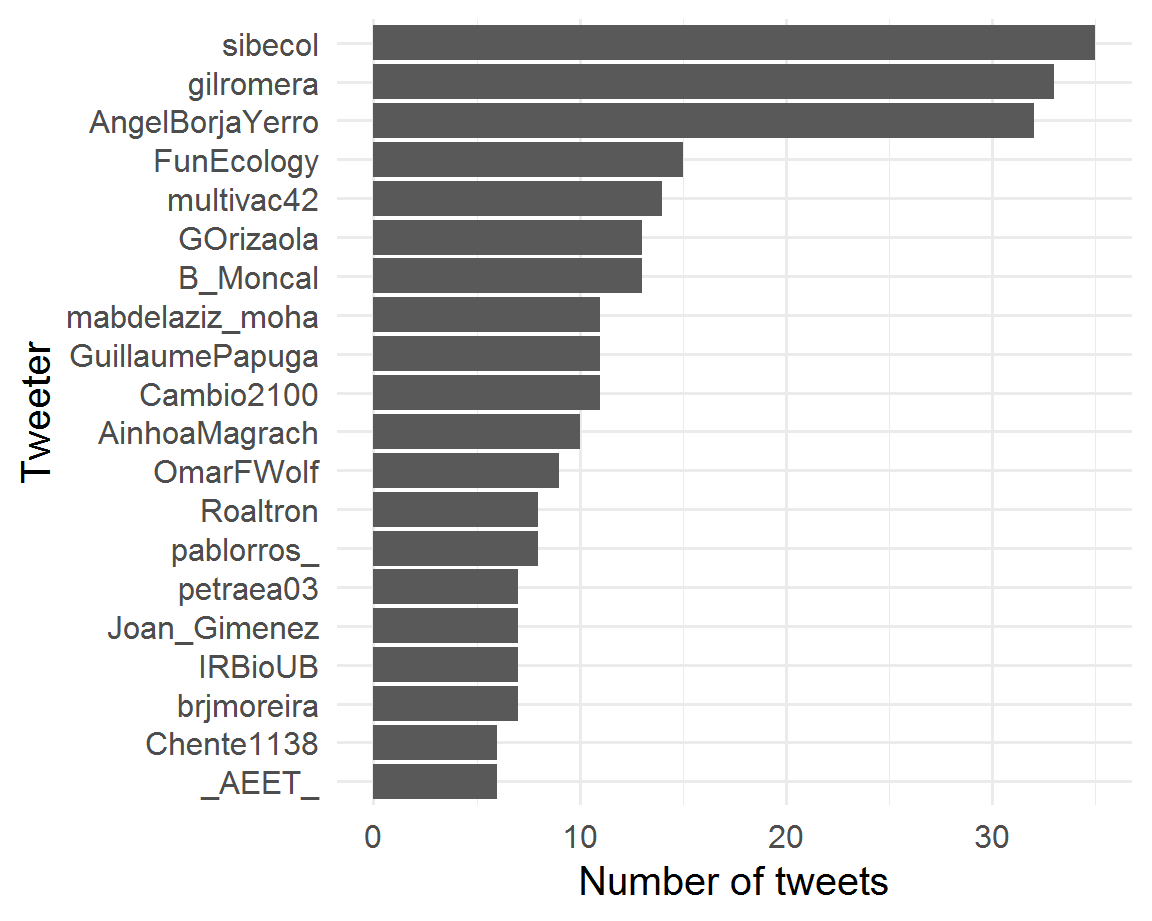 sibecol
gilromera
AngelBorjaYerro
FunEcology
multivac42
GOrizaola
B_Moncal
mabdelaziz_moha
GuillaumePapuga
Cambio2100
AinhoaMagrach
OmarFWolf
Roaltron
pablorros_
petraea03
Joan_Gimenez
IRBioUB
brjmoreira
Chente1138
_AEET_
Tweeter
0 10 20 30
Number of tweets